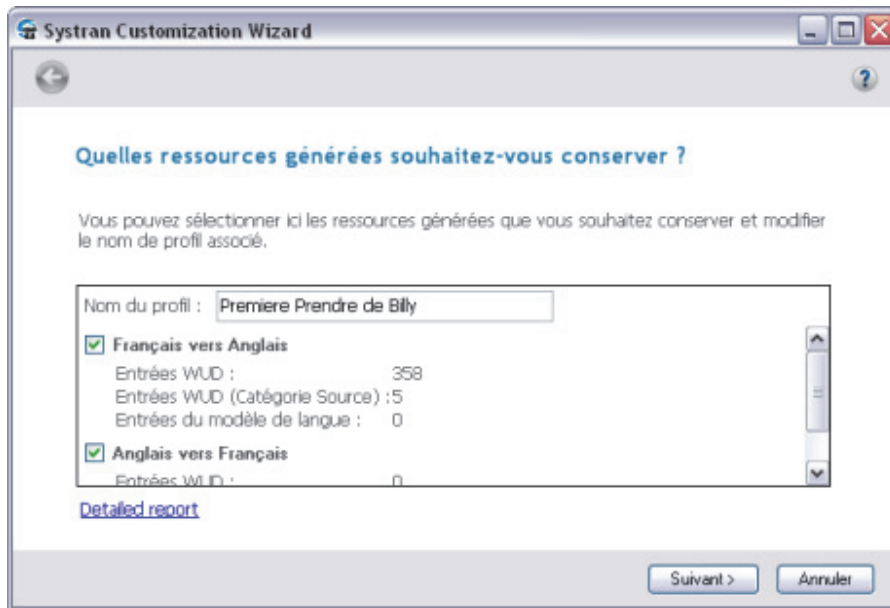 Systran Customization Wizard
Quelles ressources générées souhaitez-vous conserver ?
Vous pouvez sélectionner ici les ressources générées que vous souhaitez conserver et modifier
le nom de profil associé.
Nom du profil : Premiere Prendre de Billy
Français vers Anglais
Entrées WUD : 358
Entrées WUD (Catégorie Source) :5
Entrées du modèle de langue : 0
Anglais vers Français
Entrées WUD : 0
Detailed report
Suivant > Annuler